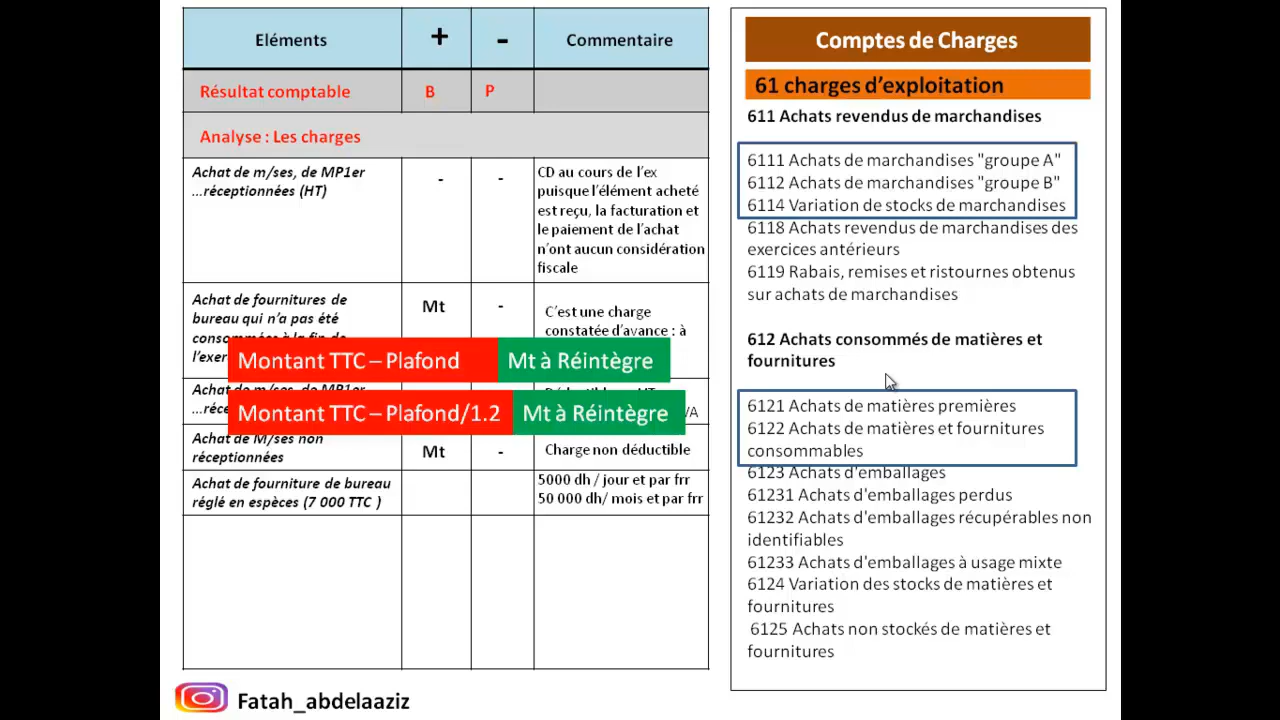 Eléments + - Commentaire
Résultat comptable B P
Analyse : Les charges
Achat de m/ses, de MP1er
…réceptionnées (HT)
- -
CD au cours de l'ex
puisque l'élément acheté
est reçu, la facturation et
le paiement de l'achat
n'ont aucun considération
fiscale
Achat de fournitures de
bureau qui n'a pas été
l'exer
Mt -
C'est une charge
constatée d'avance : à
Montant TTC – Plafond Mt à Réintègre
Achat de m/ses, de MP1er
…réce
Montant TTC – Plafond/1.2 Mt à Réintègre
VA
Achat de M/ses non
réceptionnées
Mt -
Charge non déductible
Achat de fourniture de bureau
réglé en espèces (7 000 TTC )
5000 dh / jour et par frr
50 000 dh/ mois et par frr
Fatah_abdelaaziz
Comptes de Charges
61 charges d'exploitation
611 Achats revendus de marchandises
6111 Achats de marchandises "groupe A"
6112 Achats de marchandises "groupe B"
6114 Variation de stocks de marchandises
6118 Achats revendus de marchandises des
exercices antérieurs
6119 Rabais, remises et ristournes obtenus
sur achats de marchandises
612 Achats consommés de matières et
fournitures
6121 Achats de matières premières
6122 Achats de matières et fournitures
consommables
6123 Achats d'emballages
61231 Achats d'emballages perdus
61232 Achats d'emballages récupérables non
identifiables
61233 Achats d'emballages à usage mixte
6124 Variation des stocks de matières et
fournitures
6125 Achats non stockés de matières et
fournitures